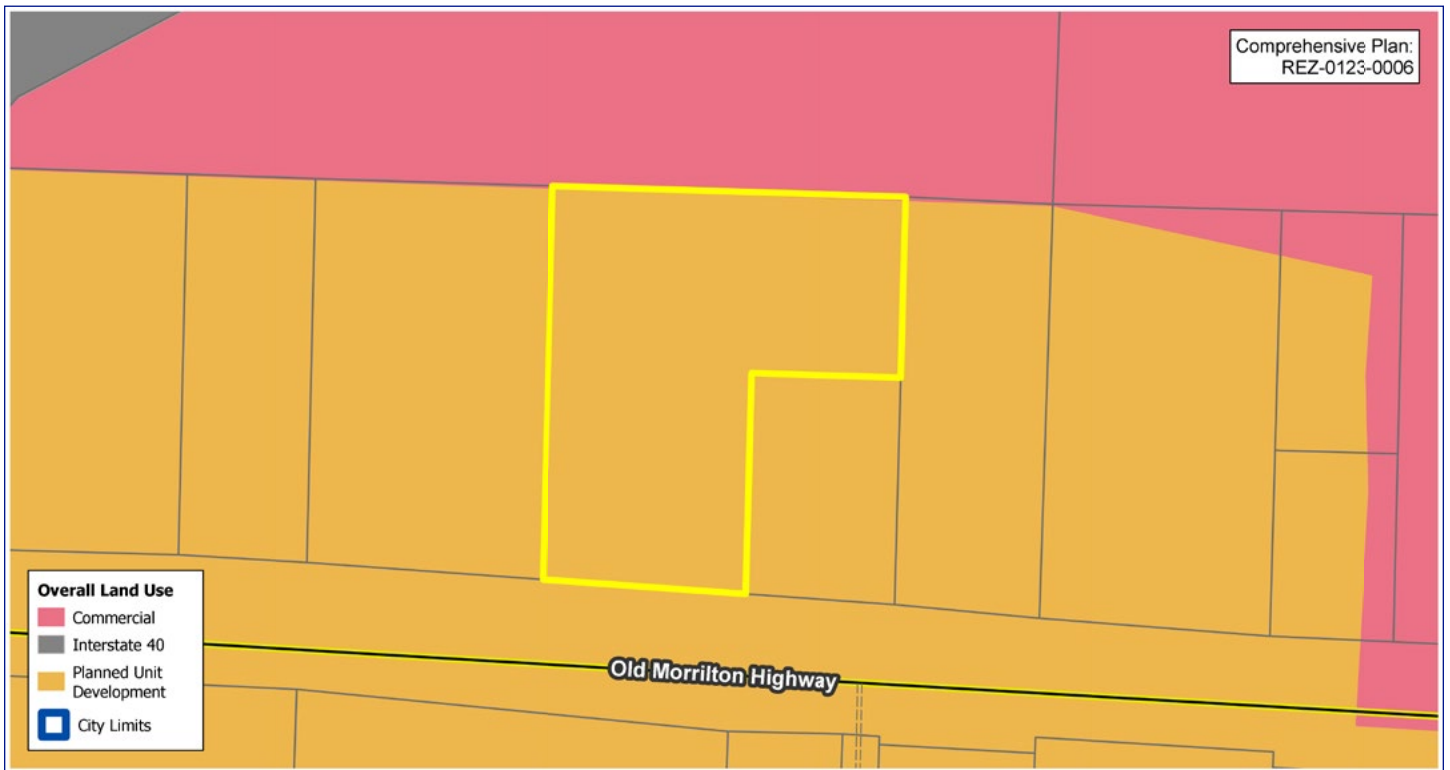 Comprehensive Plan:
REZ-0123-0006
Old Morrilton Highway
Overall Land Use
Commercial
Interstate 40
Planned Unit
Development
City Limits